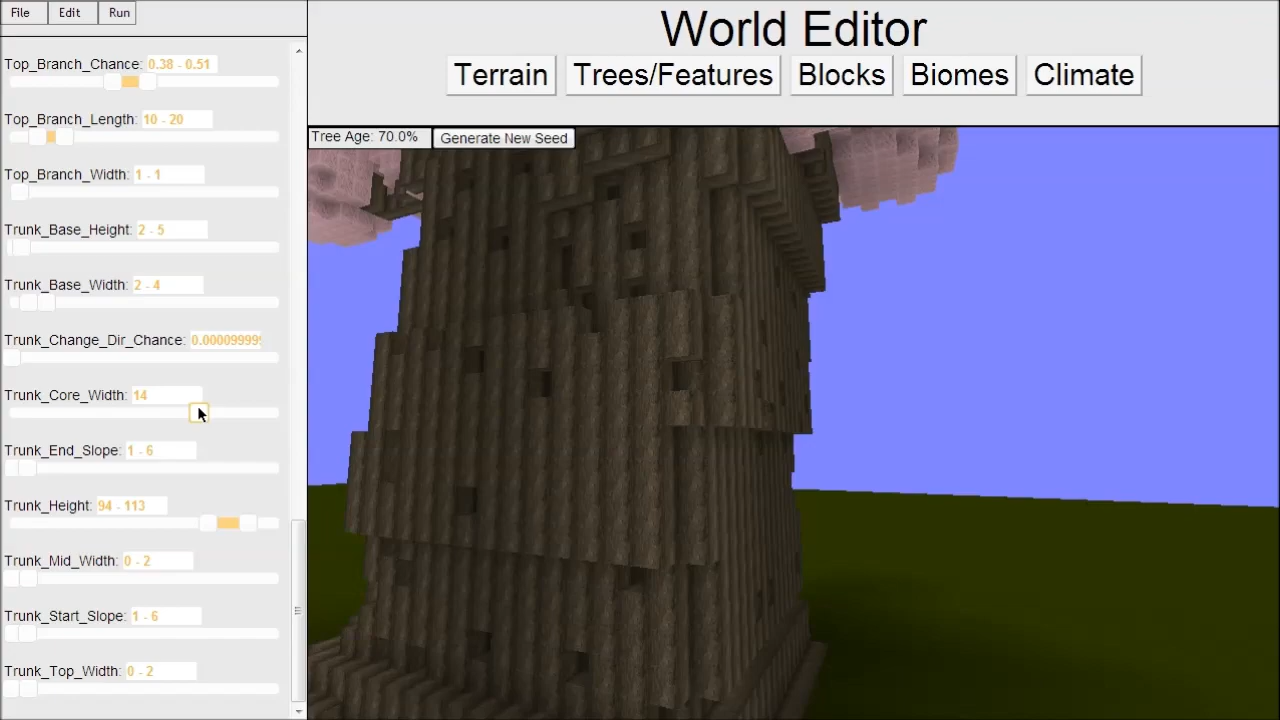 File Edit Run
World Editor
Terrain Trees/Features Blocks Biomes Climate
Tree Age: 70.0% Generate New Seed
Top_Branch_Chance: 0.38 - 0.51
Top_Branch_Length: 10 - 20
Top_Branch_Width: 1 - 1
Trunk_Base_Height: 2 - 5
Trunk_Base_Width: 2 - 4
Trunk_Change_Dir_Chance: 0.000099999
Trunk_Core_Width: 14
Trunk_End_Slope: 1 - 6
Trunk_Height: 94 - 113
Trunk_Mid_Width: 0 - 2
Trunk_Start_Slope: 1 - 6
Trunk_Top_Width: 0 - 2